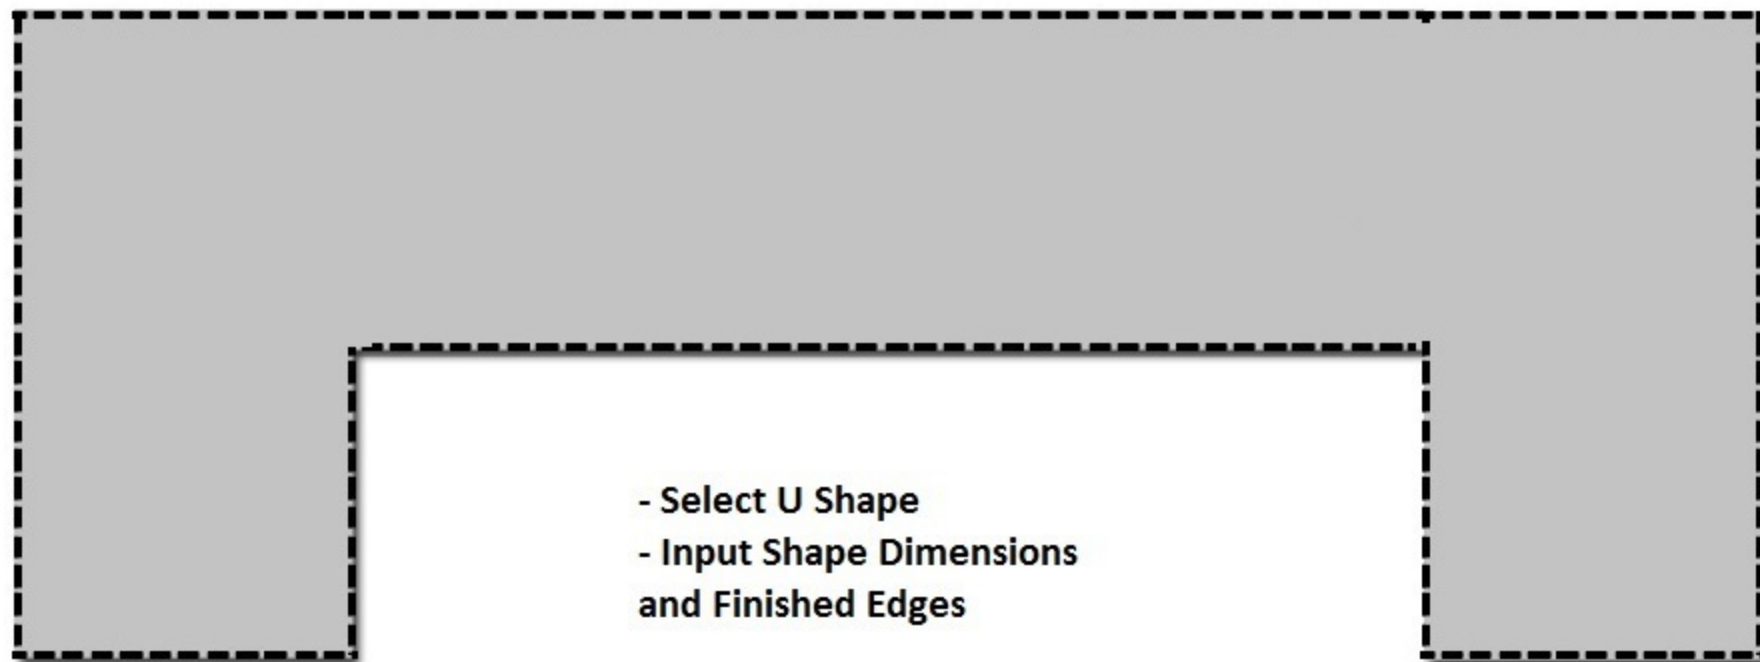 - Select U Shape
- Input Shape Dimensions
and Finished Edges